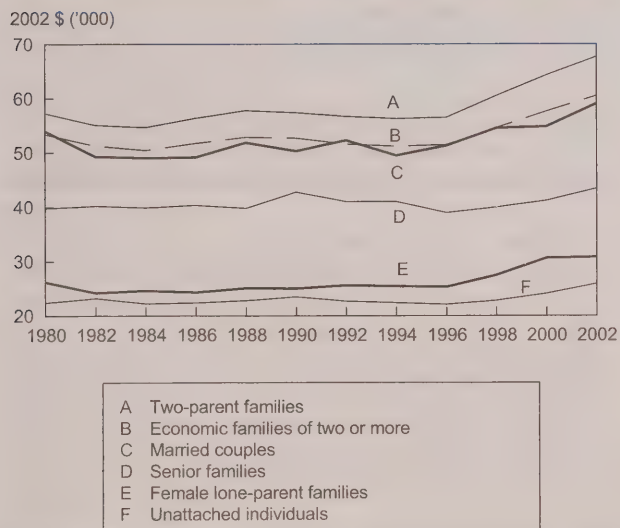 2002 $ ('000)
70
60
50
40
30
20
A
B
C
D
E
F
1980 1982 1984 1986 1988 1990 1992 1994 1996 1998 2000 2002
A Two-parent families
B Economic families of two or more
C Married couples
D Senior families
E Female lone-parent families
F Unattached individuals